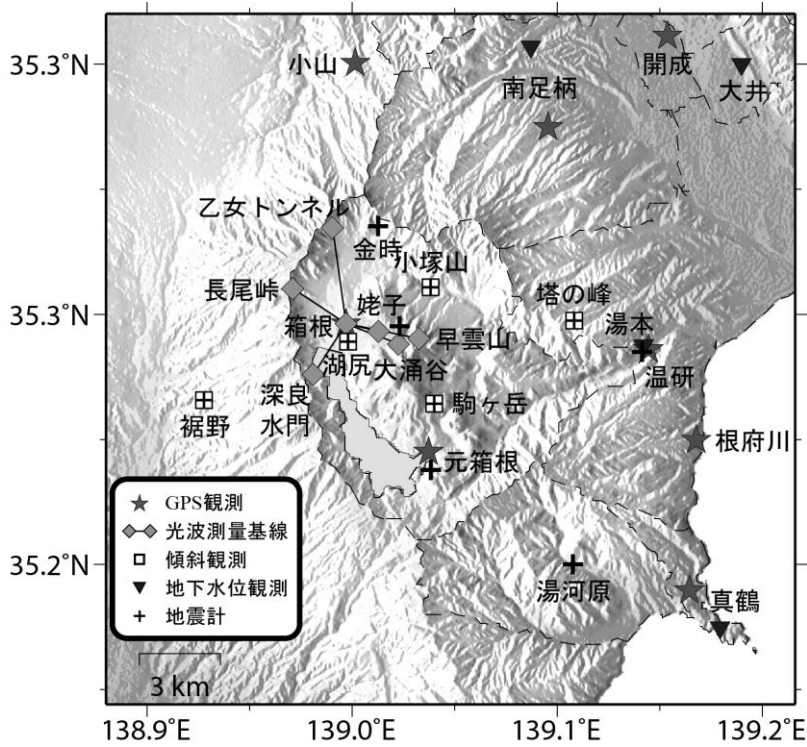 35.3°N
小山
開成
大井
南足柄
乙女トンネル
金時
小塚山
長尾峠
35.3°N
箱根
姥子
早雲山
塔の峰
湯本
湖尻
大涌谷
温研
深良
水門
裾野
駒ヶ岳
元箱根
根府川
GPS観測
光波測量基線
傾斜観測
地下水位観測
地震計
35.2°N
湯河原
真鶴
3 km
138.9°E
139.0°E
139.1°E
139.2°E